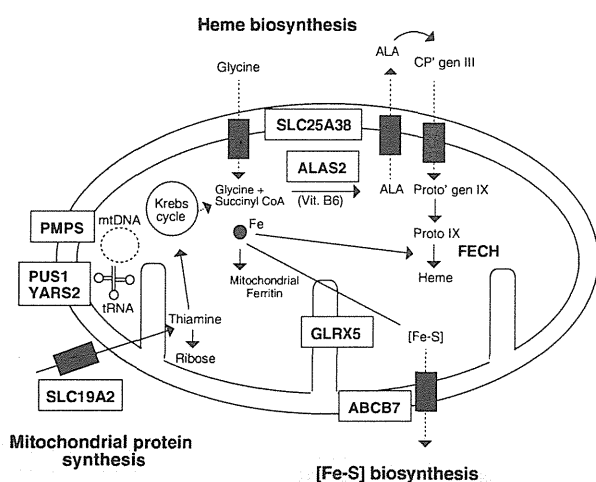 Heme biosynthesis
ALA
CP' gen III
Glycine
SLC25A38
ALAS2
Glycine +
Succinyl CoA
(Vit. B6)
ALA
Proto' gen IX
Krebs
cycle
PMPS
mtDNA
Fe
Proto IX
FECH
PUS1
YARS2
Mitochondrial
Ferritin
Heme
tRNA
Thiamine
GLRX5
[Fe-S]
Ribose
SLC19A2
ABCB7
Mitochondrial protein
synthesis
[Fe-S] biosynthesis